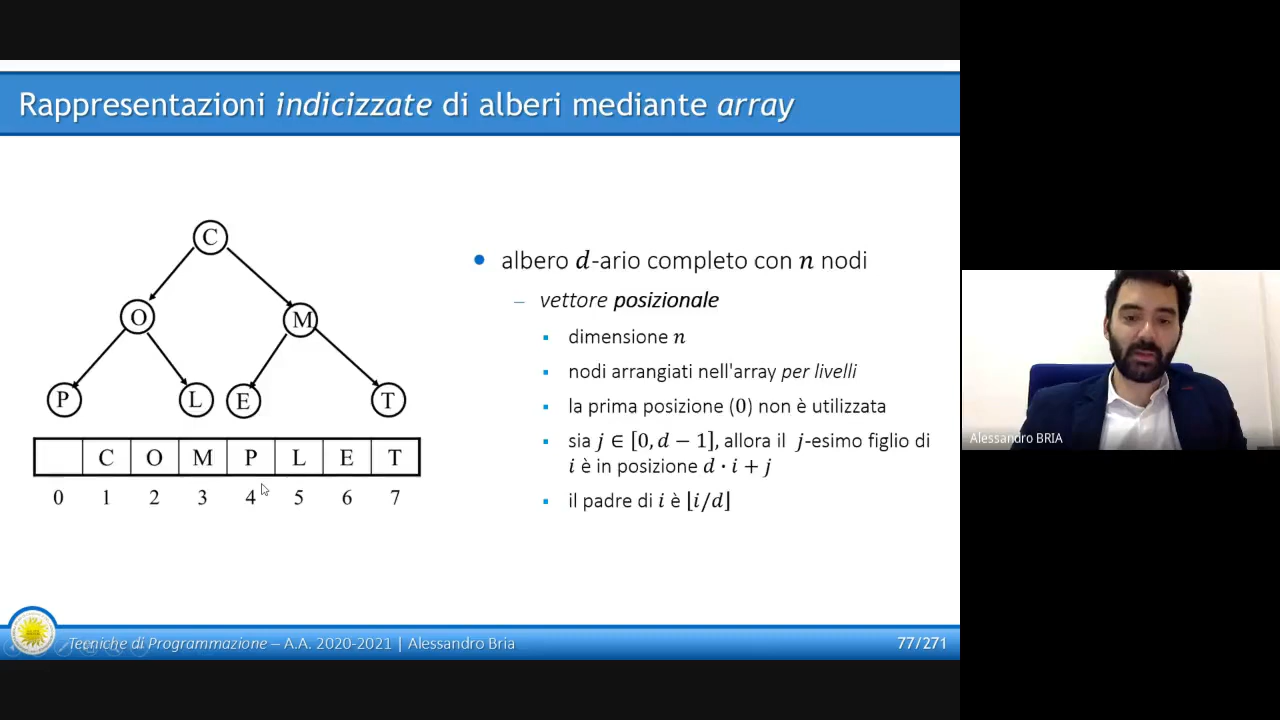 Rappresentazioni indicizzate di alberi mediante array
C
O
M
P
L
E
T
C O M P L E T
0 1 2 3 4 5 6 7
• albero d-ario completo con n nodi
– vettore posizionale
▪ dimensione n
▪ nodi arrangiati nell'array per livelli
▪ la prima posizione (0) non è utilizzata
▪ sia j ∈ [0, d − 1], allora il j-esimo figlio di
i è in posizione d · i + j
▪ il padre di i è ⌊i/d⌋
Alessandro BRIA
Tecniche di Programmazione – A.A. 2020-2021 | Alessandro Bria
77/271